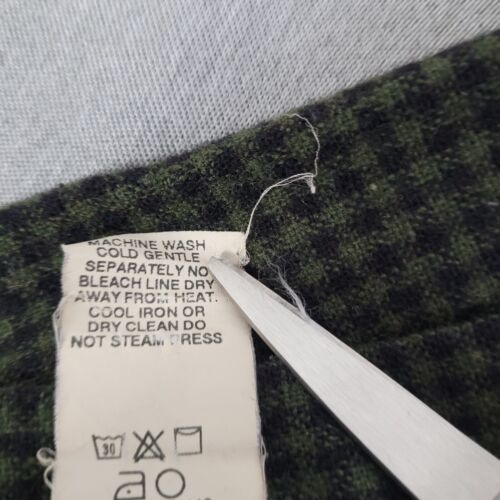 MACHINE WASH
COLD GENTLE
SEPARATELY NO
BLEACH LINE DRY
AWAY FROM HEAT.
COOL IRON OR
DRY CLEAN DO
NOT STEAM PRESS
30